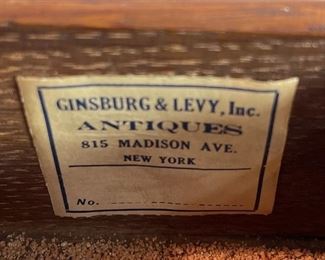 GINSBURG & LEVY, Inc.
ANTIQUES
815 MADISON AVE.
NEW YORK
No.